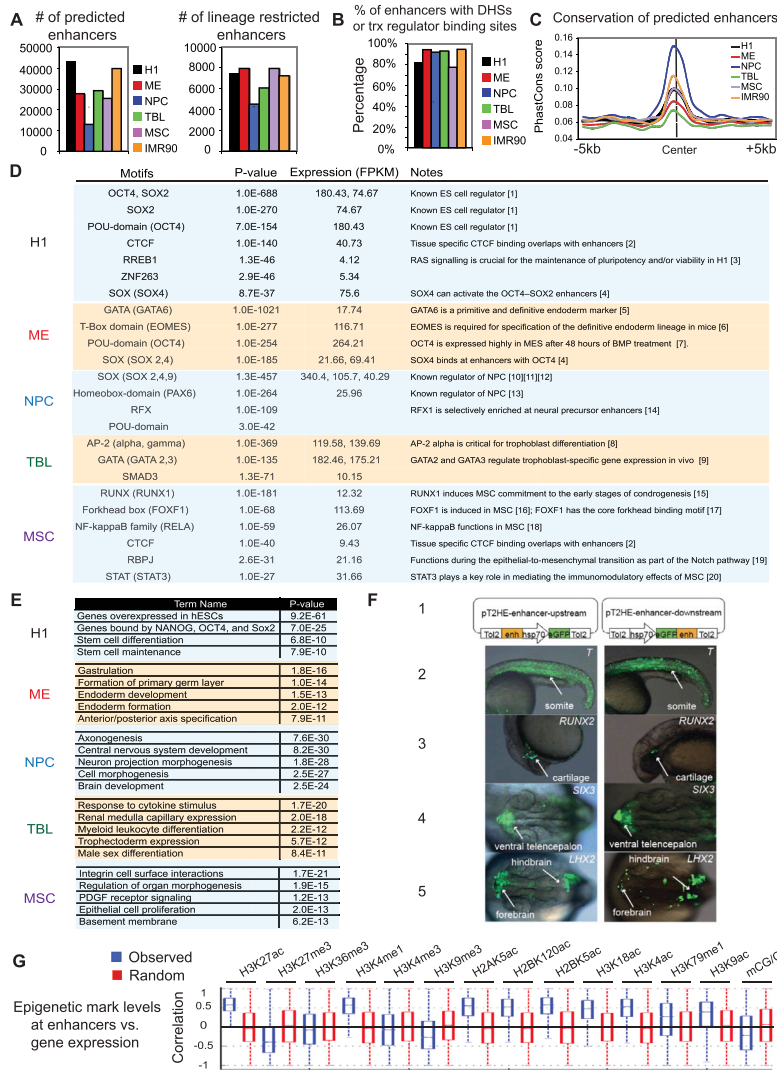 A
# of predicted
enhancers
# of lineage restricted
enhancers
50000
40000
30000
20000
10000
0
H1
ME
NPC
TBL
MSC
IMR90
10000
8000
6000
4000
2000
0
B
% of enhancers with DHSs
or trx regulator binding sites
Percentage
100%
80%
60%
40%
20%
0%
H1
ME
NPC
TBL
MSC
IMR90
C
Conservation of predicted enhancers
PhastCons score
0.16
0.14
0.12
0.10
0.08
0.06
0.04
H1
ME
NPC
TBL
MSC
IMR90
-5kb
Center
+5kb
D
Motifs P-value Expression (FPKM) Notes
H1
OCT4, SOX2 1.0E-688 180.43, 74.67 Known ES cell regulator [1]
SOX2 1.0E-270 74.67 Known ES cell regulator [1]
POU-domain (OCT4) 7.0E-154 180.43 Known ES cell regulator [1]
CTCF 1.0E-140 40.73 Tissue specific CTCF binding overlaps with enhancers [2]
RREB1 1.3E-46 4.12 RAS signalling is crucial for the maintenance of pluripotency and/or viability in H1 [3]
ZNF263 2.9E-46 5.34
SOX (SOX4) 8.7E-37 75.6 SOX4 can activate the OCT4–SOX2 enhancers [4]
ME
GATA (GATA6) 1.0E-1021 17.74 GATA6 is a primitive and definitive endoderm marker [5]
T-Box domain (EOMES) 1.0E-277 116.71 EOMES is required for specification of the definitive endoderm lineage in mice [6]
POU-domain (OCT4) 1.0E-254 264.21 OCT4 is expressed highly in MES after 48 hours of BMP treatment [7].
SOX (SOX 2,4) 1.0E-185 21.66, 69.41 SOX4 binds at enhancers with OCT4 [4]
NPC
SOX (SOX 2,4,9) 1.3E-457 340.4, 105.7, 40.29 Known regulator of NPC [10][11][12]
Homeobox-domain (PAX6) 1.0E-264 25.96 Known regulator of NPC [13]
RFX 1.0E-109 RFX1 is selectively enriched at neural precursor enhancers [14]
POU-domain 3.0E-42
TBL
AP-2 (alpha, gamma) 1.0E-369 119.58, 139.69 AP-2 alpha is critical for trophoblast differentiation [8]
GATA (GATA 2,3) 1.0E-135 182.46, 175.21 GATA2 and GATA3 regulate trophoblast-specific gene expression in vivo [9]
SMAD3 1.3E-71 10.15
MSC
RUNX (RUNX1) 1.0E-181 12.32 RUNX1 induces MSC commitment to the early stages of condrogenesis [15]
Forkhead box (FOXF1) 1.0E-68 113.69 FOXF1 is induced in MSC [16]; FOXF1 has the core forkhead binding motif [17]
NF-kappaB family (RELA) 1.0E-59 26.07 NF-kappaB functions in MSC [18]
CTCF 1.0E-40 9.43 Tissue specific CTCF binding overlaps with enhancers [2]
RBPJ 2.6E-31 21.16 Functions during the epithelial-to-mesenchymal transition as part of the Notch pathway [19]
STAT (STAT3) 1.0E-27 31.66 STAT3 plays a key role in mediating the immunomodulatory effects of MSC [20]
E
Term Name P-value
H1
Genes overexpressed in hESCs 9.2E-61
Genes bound by NANOG, OCT4, and Sox2 7.0E-25
Stem cell differentiation 6.8E-10
Stem cell maintenance 7.9E-10
ME
Gastrulation 1.8E-16
Formation of primary germ layer 1.0E-14
Endoderm development 1.5E-13
Endoderm formation 2.0E-12
Anterior/posterior axis specification 7.9E-11
NPC
Axonogenesis 7.6E-30
Central nervous system development 8.2E-30
Neuron projection morphogenesis 1.8E-28
Cell morphogenesis 2.5E-27
Brain development 2.5E-24
TBL
Response to cytokine stimulus 1.7E-20
Renal medulla capillary expression 2.0E-18
Myeloid leukocyte differentiation 2.2E-12
Trophectoderm expression 5.7E-12
Male sex differentiation 8.4E-11
MSC
Integrin cell surface interactions 1.7E-21
Regulation of organ morphogenesis 1.9E-15
PDGF receptor signaling 1.2E-13
Epithelial cell proliferation 2.0E-13
Basement membrane 6.2E-13
F
1
pT2HE-enhancer-upstream
Tol2 enh hsp70 eGFP Tol2
pT2HE-enhancer-downstream
Tol2 hsp70 eGFP enh Tol2
2
T
somite
T
somite
3
RUNX2
cartilage
RUNX2
cartilage
4
SIX3
ventral telencepalon
SIX3
ventral telencepalon
5
LHX2
hindbrain
forebrain
LHX2
hindbrain
forebrain
G
Observed
Random
H3K27ac
H3K27me3
H3K36me3
H3K4me1
H3K4me3
H3K9me3
H2AK5ac
H2BK120ac
H2BK5ac
H3K18ac
H3K4ac
H3K79me1
H3K9ac
mCG/C
Epigenetic mark levels
at enhancers vs.
gene expression
Correlation
1
0.5
0
-0.5
-1